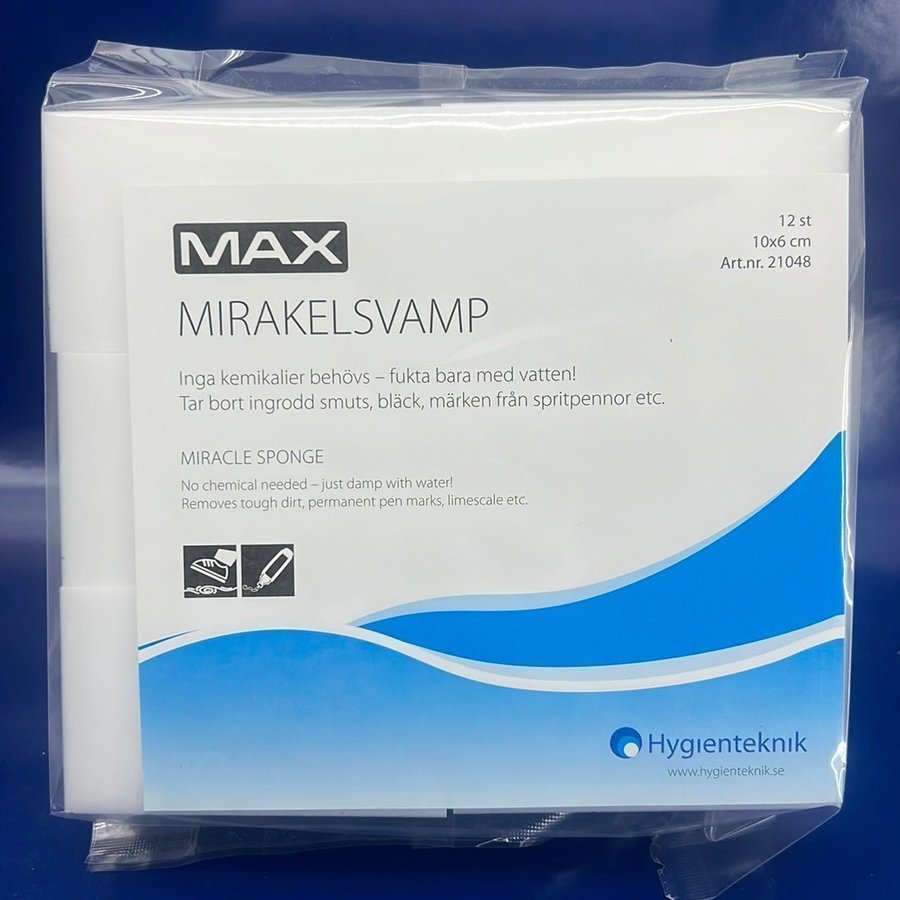 MAX
12 st
10x6 cm
Art.nr. 21048
MIRAKELSVAMP
Inga kemikalier behövs – fukta bara med vatten!
Tar bort ingrodd smuts, bläck, märken från spritpennor etc.
MIRACLE SPONGE
No chemical needed – just damp with water!
Removes tough dirt, permanent pen marks, limescale etc.
Hygienteknik
www.hygienteknik.se